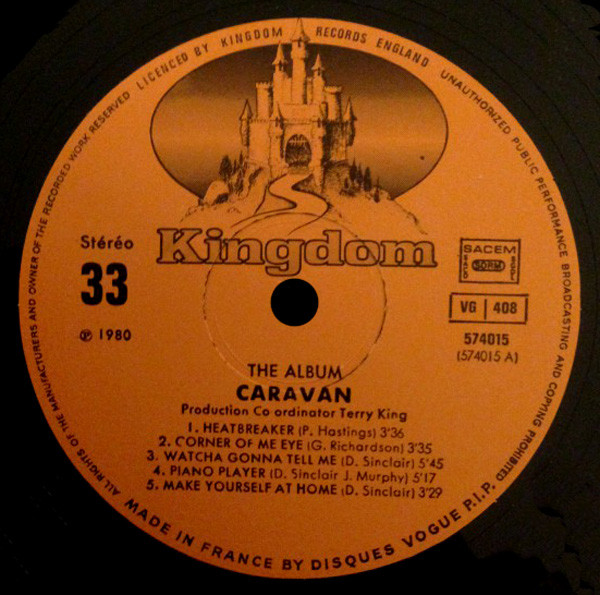 ALL RIGHTS OF THE MANUFACTURERS AND OWNER OF THE RECORDED WORK RESERVED LICENCED BY KINGDOM RECORDS ENGLAND UNAUTHORIZED PUBLIC PERFORMANCE BROADCASTING AND COPYING PROHIBITED
Kingdom
Stéréo
33
℗ 1980
SACEM
SACD SDRM SGDL
VG | 408
574015
(574015 A)
THE ALBUM
CARAVAN
Production Co ordinator Terry King
1. HEATBREAKER (P. Hastings) 3'36
2. CORNER OF ME EYE (G. Richardson) 3'35
3. WATCHA GONNA TELL ME (D. Sinclair) 5'45
4. PIANO PLAYER (D. Sinclair J. Murphy) 5'17
5. MAKE YOURSELF AT HOME (D. Sinclair) 3'29
MADE IN FRANCE BY DISQUES VOGUE P.I.P.